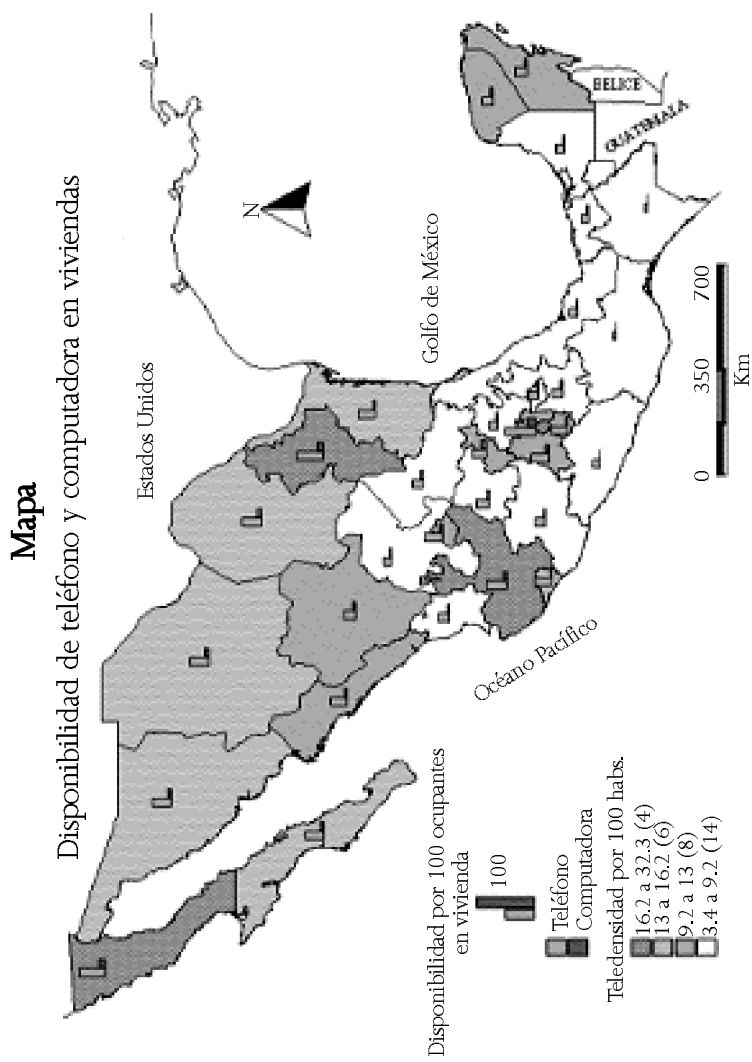 Mapa
Disponibilidad de teléfono y computadora en viviendas
Estados Unidos
N
Golfo de México
BELICE
GUATEMALA
Océano Pacífico
0 350 700
Km
Disponibilidad por 100 ocupantes
en vivienda
100
Teléfono
Computadora
Teledensidad por 100 habs.
16.2 a 32.3 (4)
13 a 16.2 (6)
9.2 a 13 (8)
3.4 a 9.2 (14)